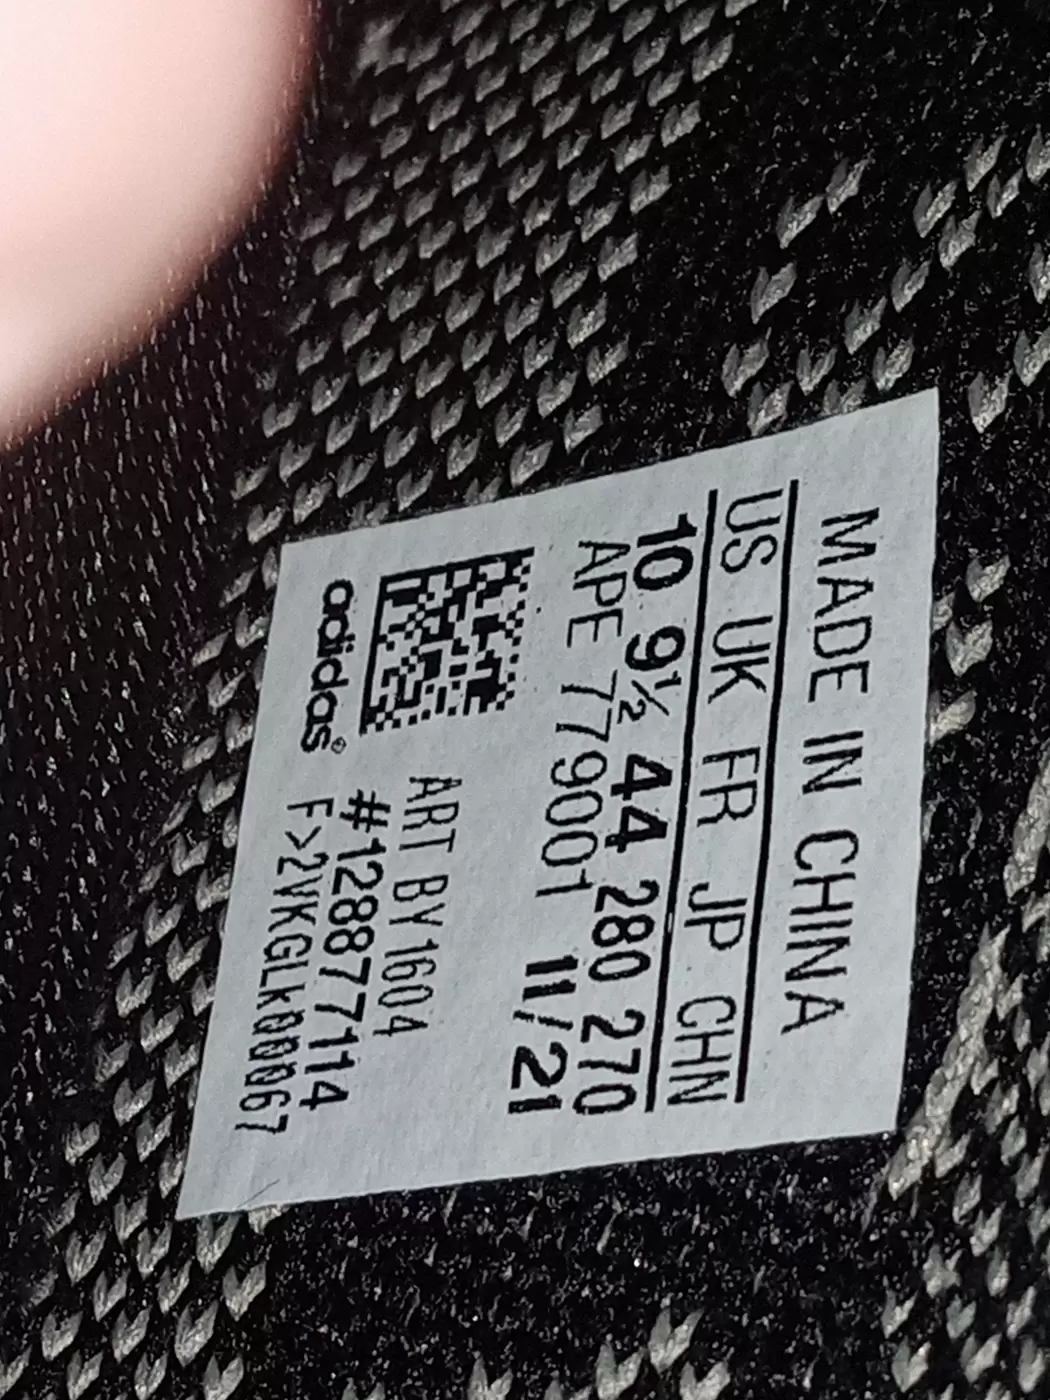 MADE IN CHINA
US UK FR JP CHN
10 9½ 44 280 270
APE 779001 11/21
ART BY1604
#128877114
F>2VKGLK00067
adidas®